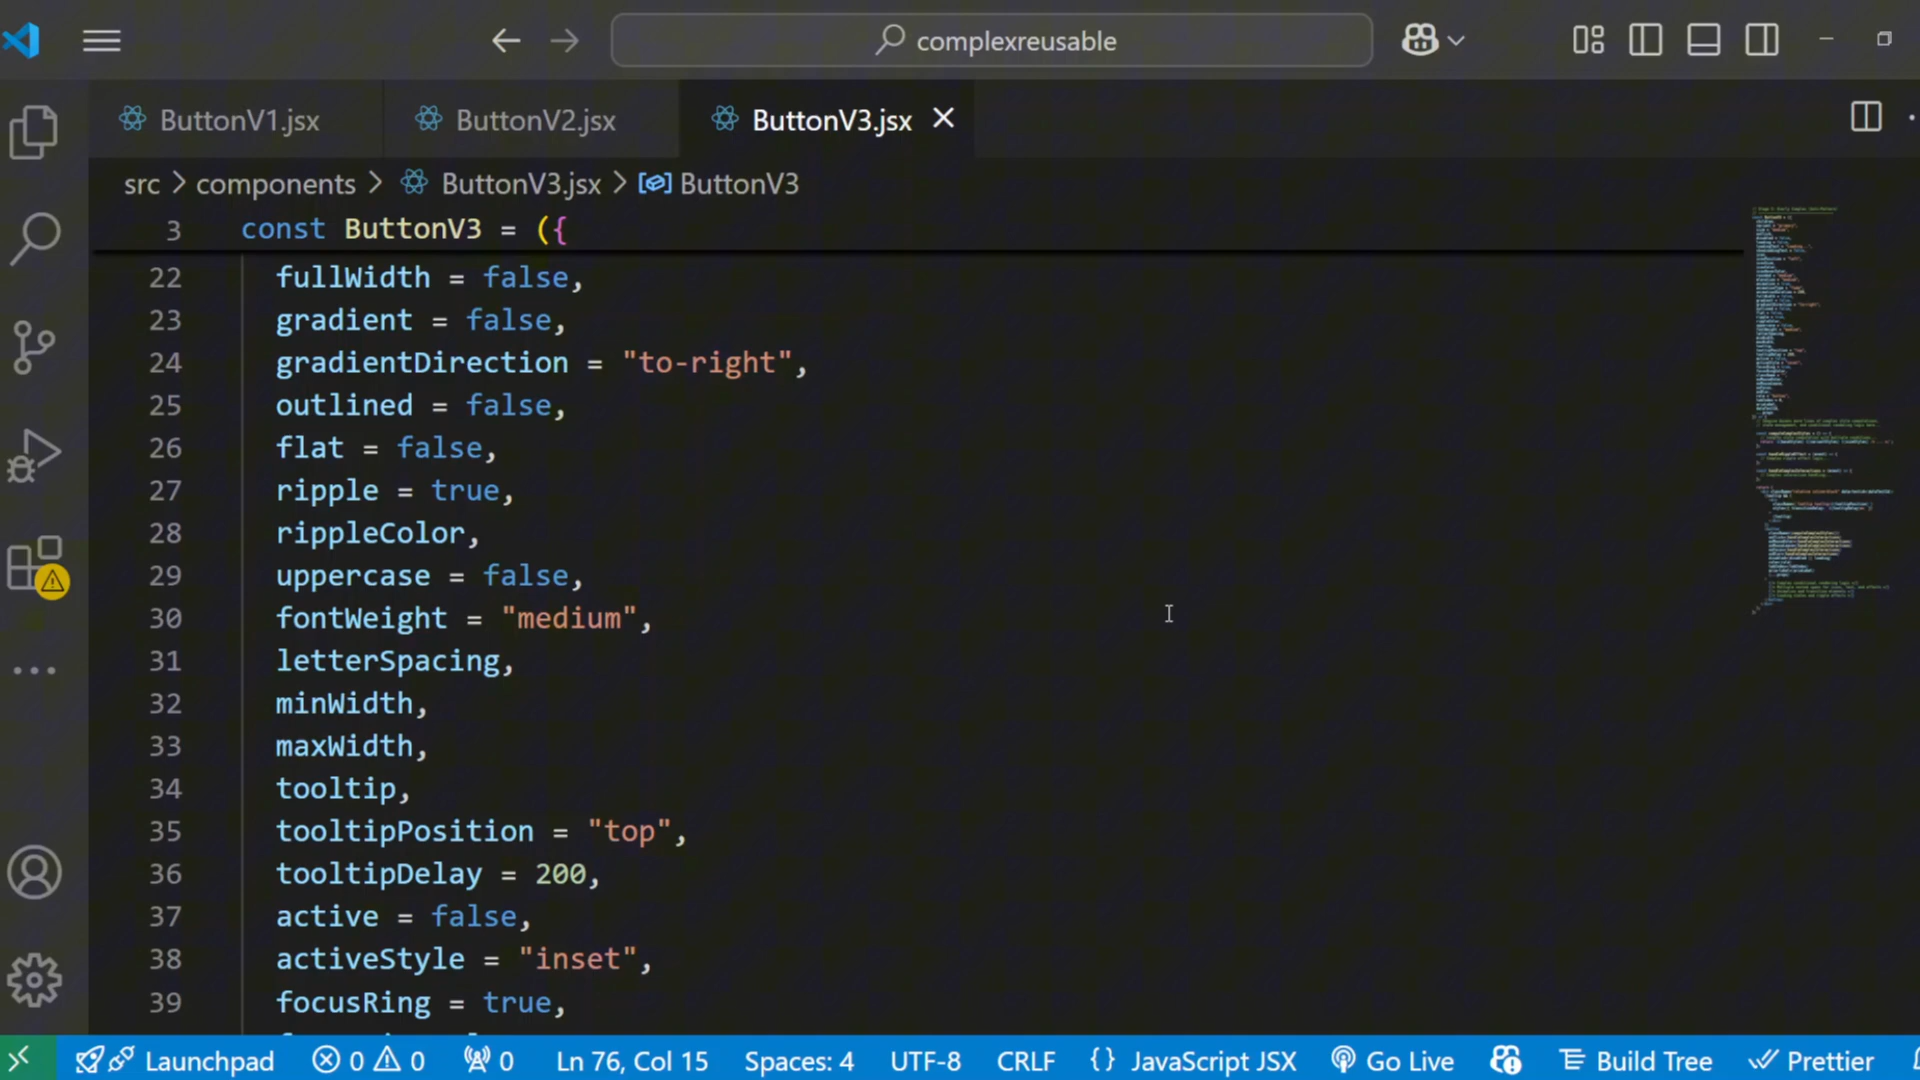 complexreusable
ButtonV1.jsx
ButtonV2.jsx
ButtonV3.jsx
src > components > ButtonV3.jsx > ButtonV3
3 const ButtonV3 = ({
22 fullWidth = false,
23 gradient = false,
24 gradientDirection = "to-right",
25 outlined = false,
26 flat = false,
27 ripple = true,
28 rippleColor,
29 uppercase = false,
30 fontWeight = "medium",
31 letterSpacing,
32 minWidth,
33 maxWidth,
34 tooltip,
35 tooltipPosition = "top",
36 tooltipDelay = 200,
37 active = false,
38 activeStyle = "inset",
39 focusRing = true,
Launchpad 0 0 0 Ln 76, Col 15 Spaces: 4 UTF-8 CRLF {} JavaScript JSX Go Live Build Tree Prettier